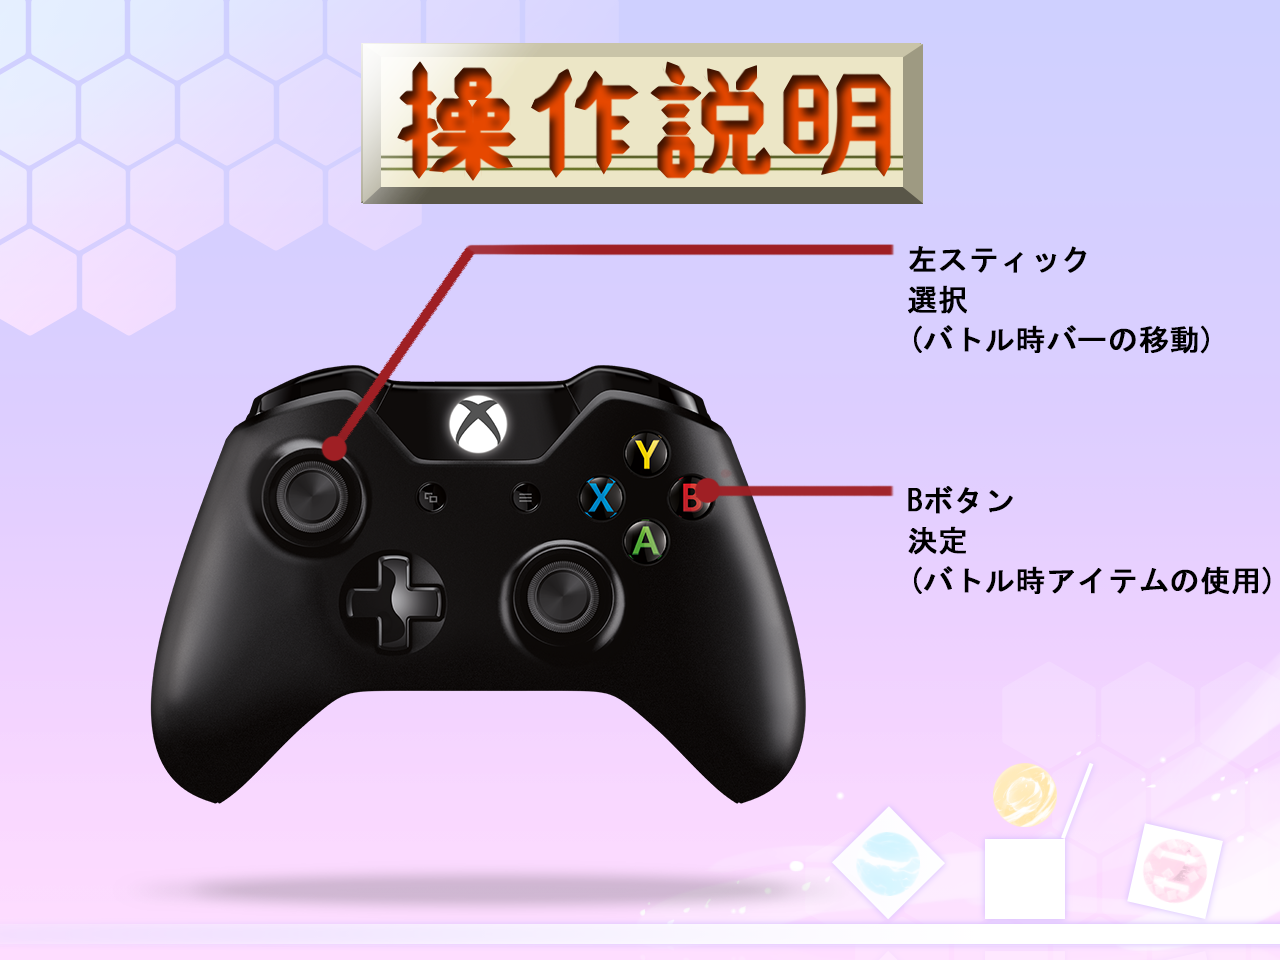 操作説明
左スティック
選択
(バトル時バーの移動)
Y
X
B
A
Bボタン
決定
(バトル時アイテムの使用)